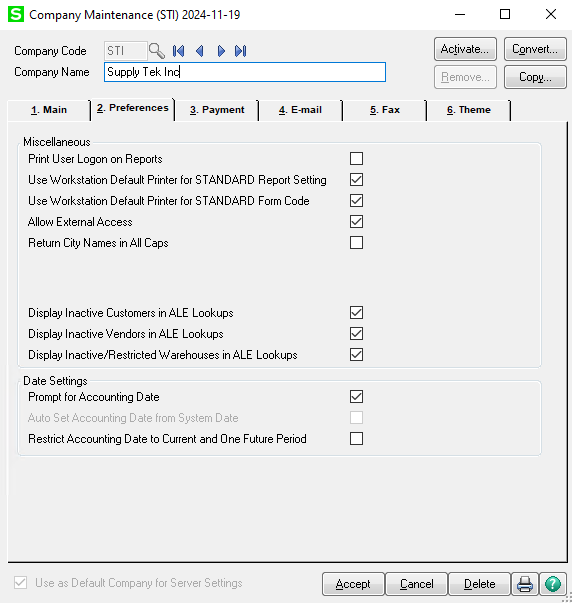 S Company Maintenance (STI) 2024-11-19
Company Code STI
Activate... Convert...
Company Name Supply Tek Inc
Remove... Copy...
1. Main 2. Preferences 3. Payment 4. E-mail 5. Fax 6. Theme
Miscellaneous
Print User Logon on Reports
Use Workstation Default Printer for STANDARD Report Setting
Use Workstation Default Printer for STANDARD Form Code
Allow External Access
Return City Names in All Caps
Display Inactive Customers in ALE Lookups
Display Inactive Vendors in ALE Lookups
Display Inactive/Restricted Warehouses in ALE Lookups
Date Settings
Prompt for Accounting Date
Auto Set Accounting Date from System Date
Restrict Accounting Date to Current and One Future Period
Use as Default Company for Server Settings Accept Cancel Delete ?